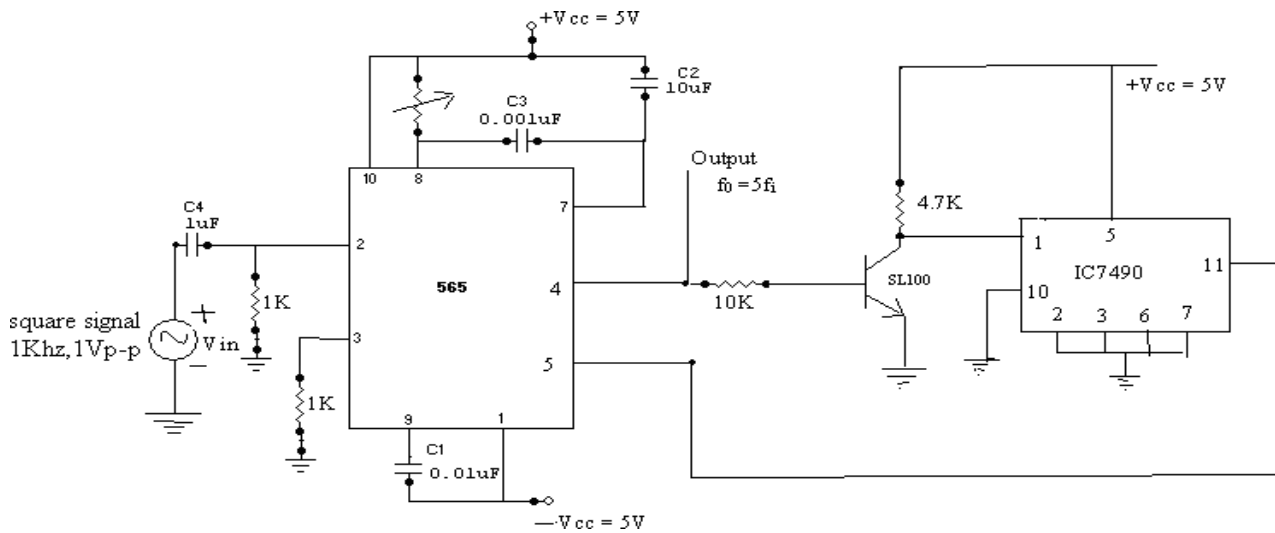 +Vcc = 5V
C2
10uF
C3
0.001uF
+Vcc = 5V
10
8
Output
f₀ = 5fᵢ
7
4.7K
C4
1uF
2
1
5
SL100
IC7490
11
565
4
10K
10
2
3
6
7
1K
square signal
1Khz,1Vp-p
+
Vin
−
3
5
1K
9
1
C1
0.01uF
—Vcc = 5V